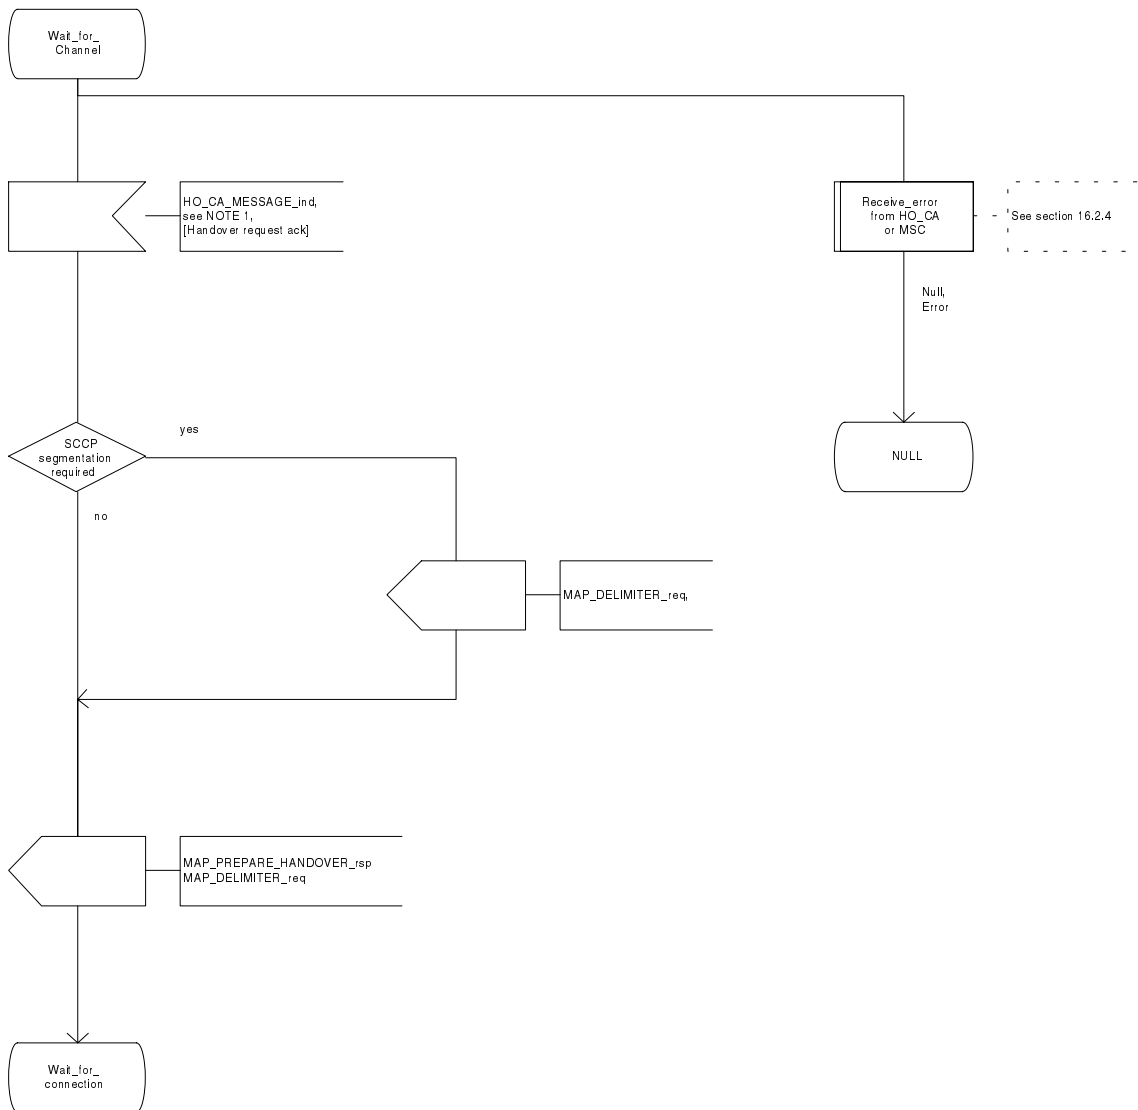 Wait_for_
Channel
HO_CA_MESSAGE_ind,
see NOTE 1,
[Handover request ack]
Receive_error
from HO_CA
or MSC
See section 16.2.4
Null,
Error
SCCP
segmentation
required
yes
NULL
no
MAP_DELIMITER_req,
MAP_PREPARE_HANDOVER_rsp
MAP_DELIMITER_req
Wait_for_
connection